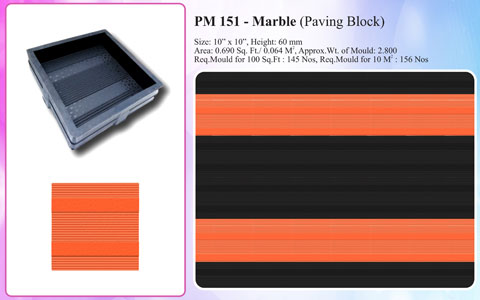 PM 151 - Marble (Paving Block)
Size: 10" x 10", Height: 60 mm
Area: 0.690 Sq. Ft./ 0.064 M², Approx.Wt. of Mould: 2.800
Req.Mould for 100 Sq.Ft : 145 Nos, Req.Mould for 10 M² : 156 Nos